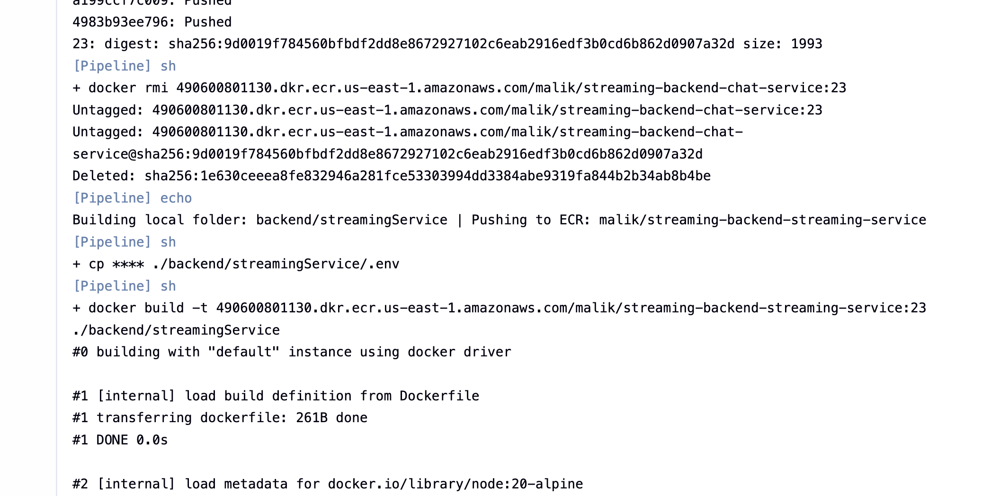 a199ccf7c009: Pushed
4983b93ee796: Pushed
23: digest: sha256:9d0019f784560bfbdf2dd8e8672927102c6eab2916edf3b0cd6b862d0907a32d size: 1993
[Pipeline] sh
+ docker rmi 490600801130.dkr.ecr.us-east-1.amazonaws.com/malik/streaming-backend-chat-service:23
Untagged: 490600801130.dkr.ecr.us-east-1.amazonaws.com/malik/streaming-backend-chat-service:23
Untagged: 490600801130.dkr.ecr.us-east-1.amazonaws.com/malik/streaming-backend-chat-
service@sha256:9d0019f784560bfbdf2dd8e8672927102c6eab2916edf3b0cd6b862d0907a32d
Deleted: sha256:1e630ceeea8fe832946a281fce53303994dd3384abe9319fa844b2b34ab8b4be
[Pipeline] echo
Building local folder: backend/streamingService | Pushing to ECR: malik/streaming-backend-streaming-service
[Pipeline] sh
+ cp **** ./backend/streamingService/.env
[Pipeline] sh
+ docker build -t 490600801130.dkr.ecr.us-east-1.amazonaws.com/malik/streaming-backend-streaming-service:23
./backend/streamingService
#0 building with "default" instance using docker driver
#1 [internal] load build definition from Dockerfile
#1 transferring dockerfile: 261B done
#1 DONE 0.0s
#2 [internal] load metadata for docker.io/library/node:20-alpine